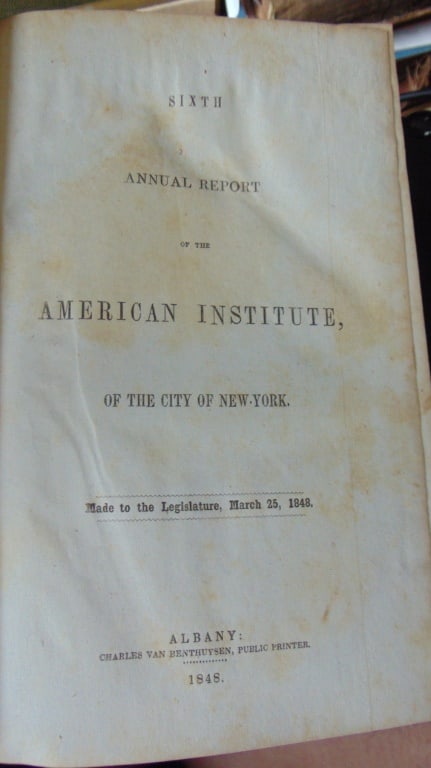 SIXTH
ANNUAL REPORT
OF THE
AMERICAN INSTITUTE,
OF THE CITY OF NEW-YORK.
Made to the Legislature, March 25, 1848.
ALBANY:
CHARLES VAN BENTHUYSEN, PUBLIC PRINTER.
1848.